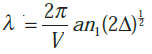 λ = 2π/V an₁(2Δ)^½